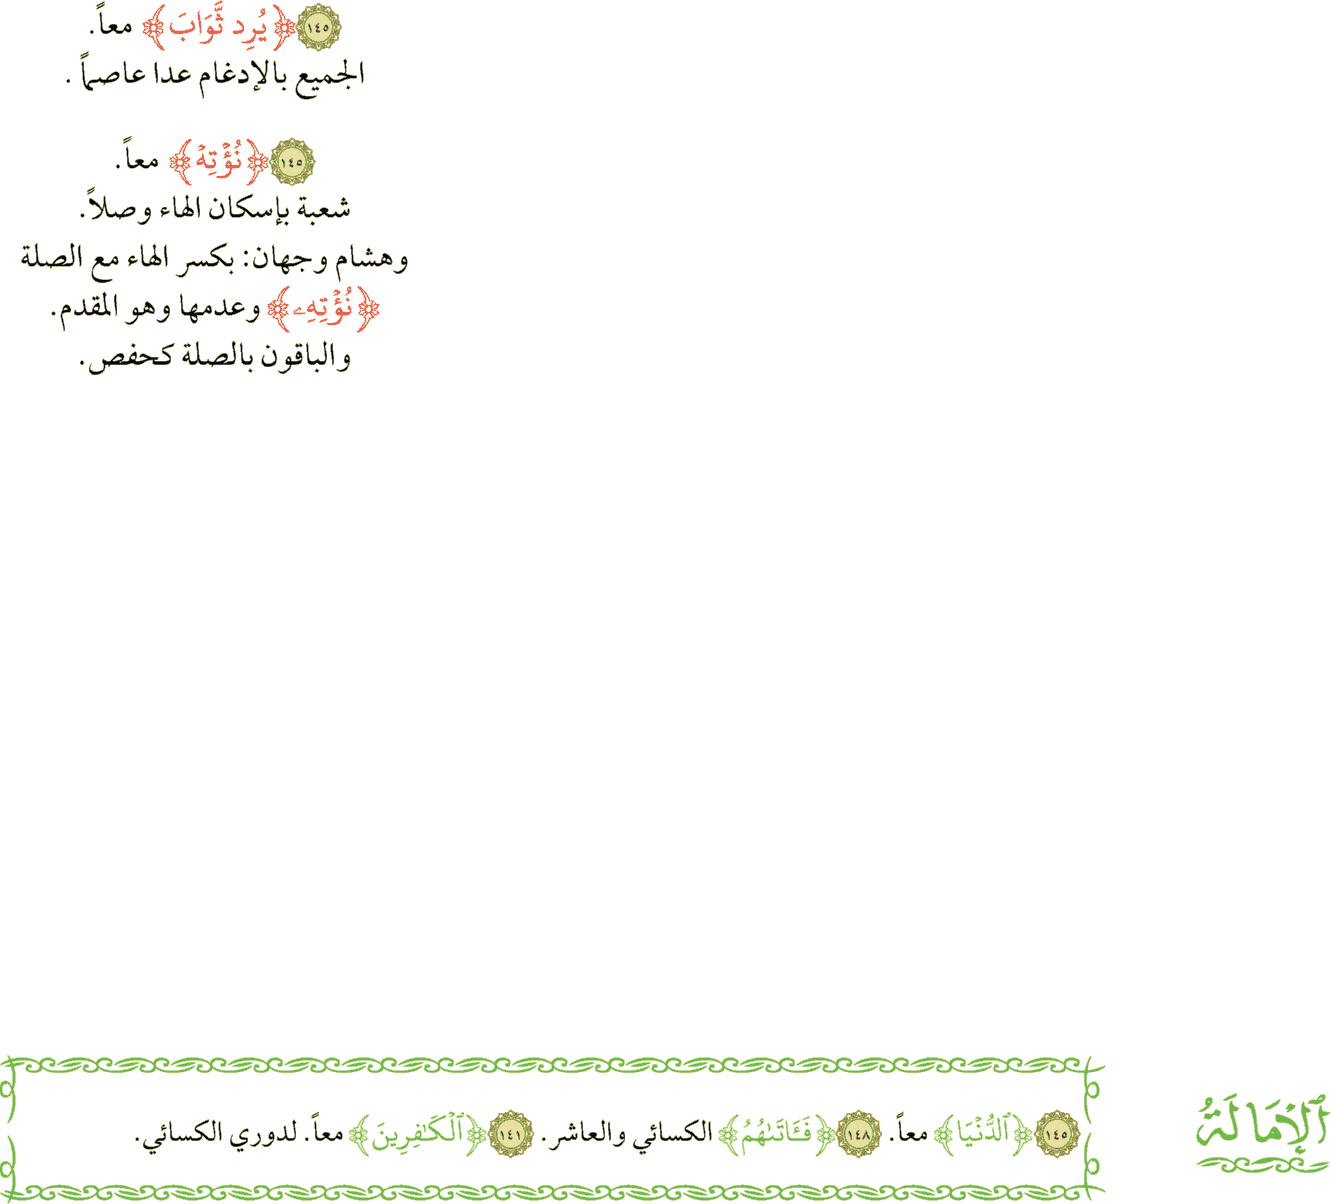 ١٤٥ ﴿يُرِد ثَّوَابَ﴾ معاً.
الجميع بالإدغام عدا عاصماً .
١٤٥ ﴿نُؤْتِهْ﴾ معاً.
شعبة بإسكان الهاء وصلاً.
وهشام وجهان: بكسر الهاء مع الصلة
﴿نُؤْتِهِۦ﴾ وعدمها وهو المقدم.
والباقون بالصلة كحفص.
ٱلْإِمَالَةُ
١٤٥ ﴿ٱلدُّنْيَا﴾ معاً. ١٤٨ ﴿فَـَٔاتَىٰهُمُ﴾ الكسائي والعاشر. ١٤١ ﴿ٱلْكَـٰفِرِينَ﴾ معاً. لدوري الكسائي.